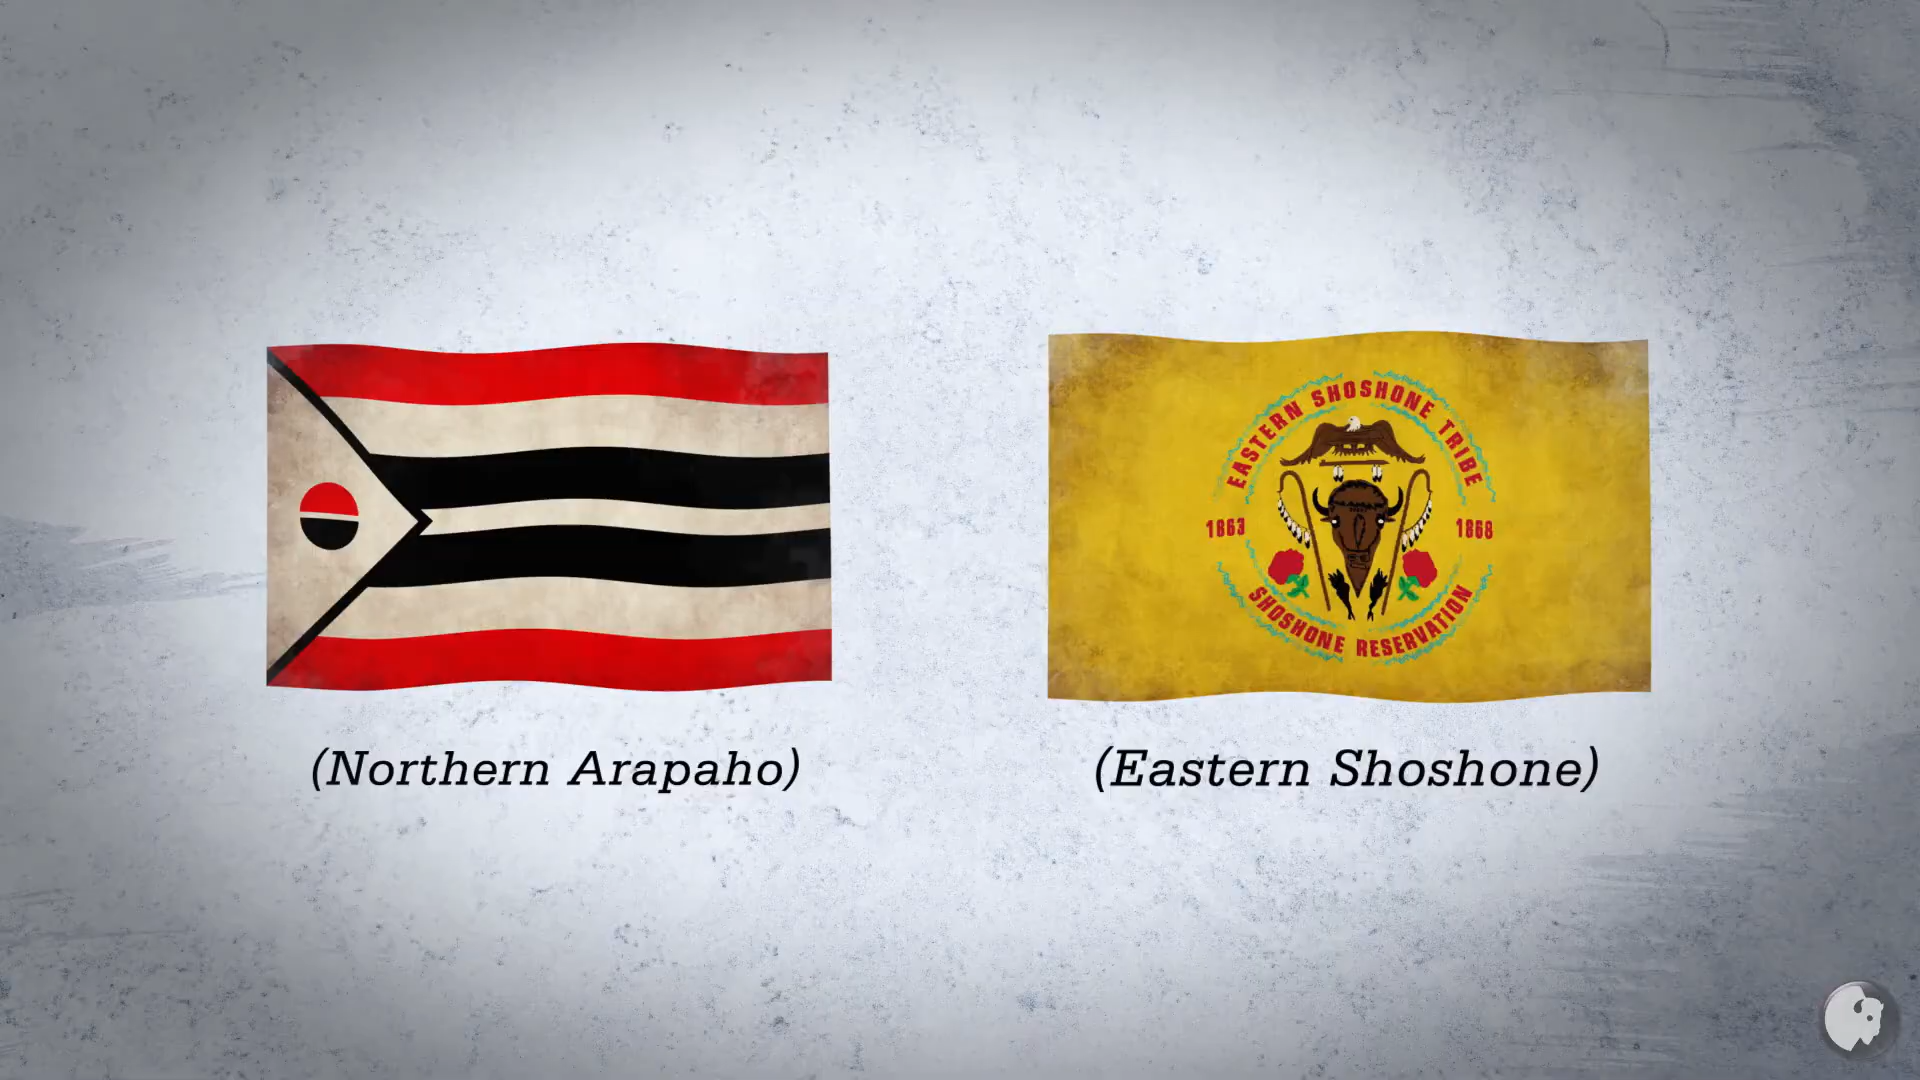 EASTERN SHOSHONE TRIBE
1863 1868
SHOSHONE RESERVATION
(Northern Arapaho) (Eastern Shoshone)